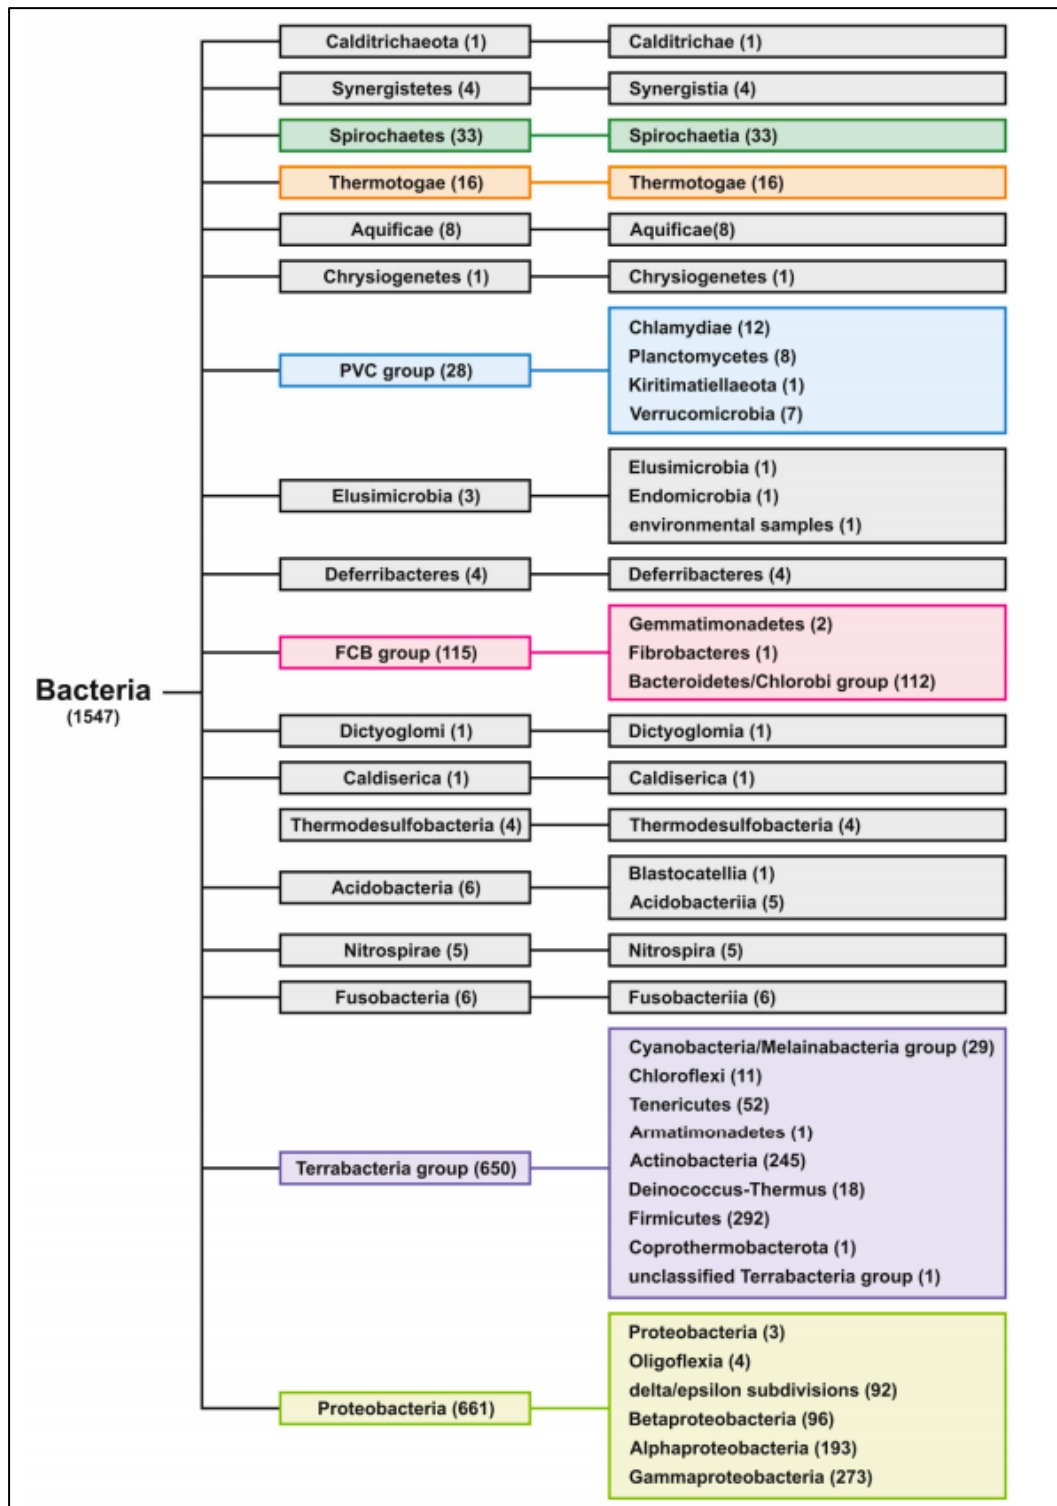 Calditrichaeota (1) Calditrichae (1)
Synergistetes (4) Synergistia (4)
Spirochaetes (33) Spirochaetia (33)
Thermotogae (16) Thermotogae (16)
Aquificae (8) Aquificae(8)
Chrysiogenetes (1) Chrysiogenetes (1)
PVC group (28)
Chlamydiae (12)
Planctomycetes (8)
Kiritimatiellaeota (1)
Verrucomicrobia (7)
Elusimicrobia (3)
Elusimicrobia (1)
Endomicrobia (1)
environmental samples (1)
Deferribacteres (4) Deferribacteres (4)
FCB group (115)
Gemmatimonadetes (2)
Fibrobacteres (1)
Bacteroidetes/Chlorobi group (112)
Bacteria
(1547)
Dictyoglomi (1) Dictyoglomia (1)
Caldiserica (1) Caldiserica (1)
Thermodesulfobacteria (4) Thermodesulfobacteria (4)
Acidobacteria (6)
Blastocatellia (1)
Acidobacteriia (5)
Nitrospirae (5) Nitrospira (5)
Fusobacteria (6) Fusobacteriia (6)
Terrabacteria group (650)
Cyanobacteria/Melainabacteria group (29)
Chloroflexi (11)
Tenericutes (52)
Armatimonadetes (1)
Actinobacteria (245)
Deinococcus-Thermus (18)
Firmicutes (292)
Coprothermobacterota (1)
unclassified Terrabacteria group (1)
Proteobacteria (661)
Proteobacteria (3)
Oligoflexia (4)
delta/epsilon subdivisions (92)
Betaproteobacteria (96)
Alphaproteobacteria (193)
Gammaproteobacteria (273)